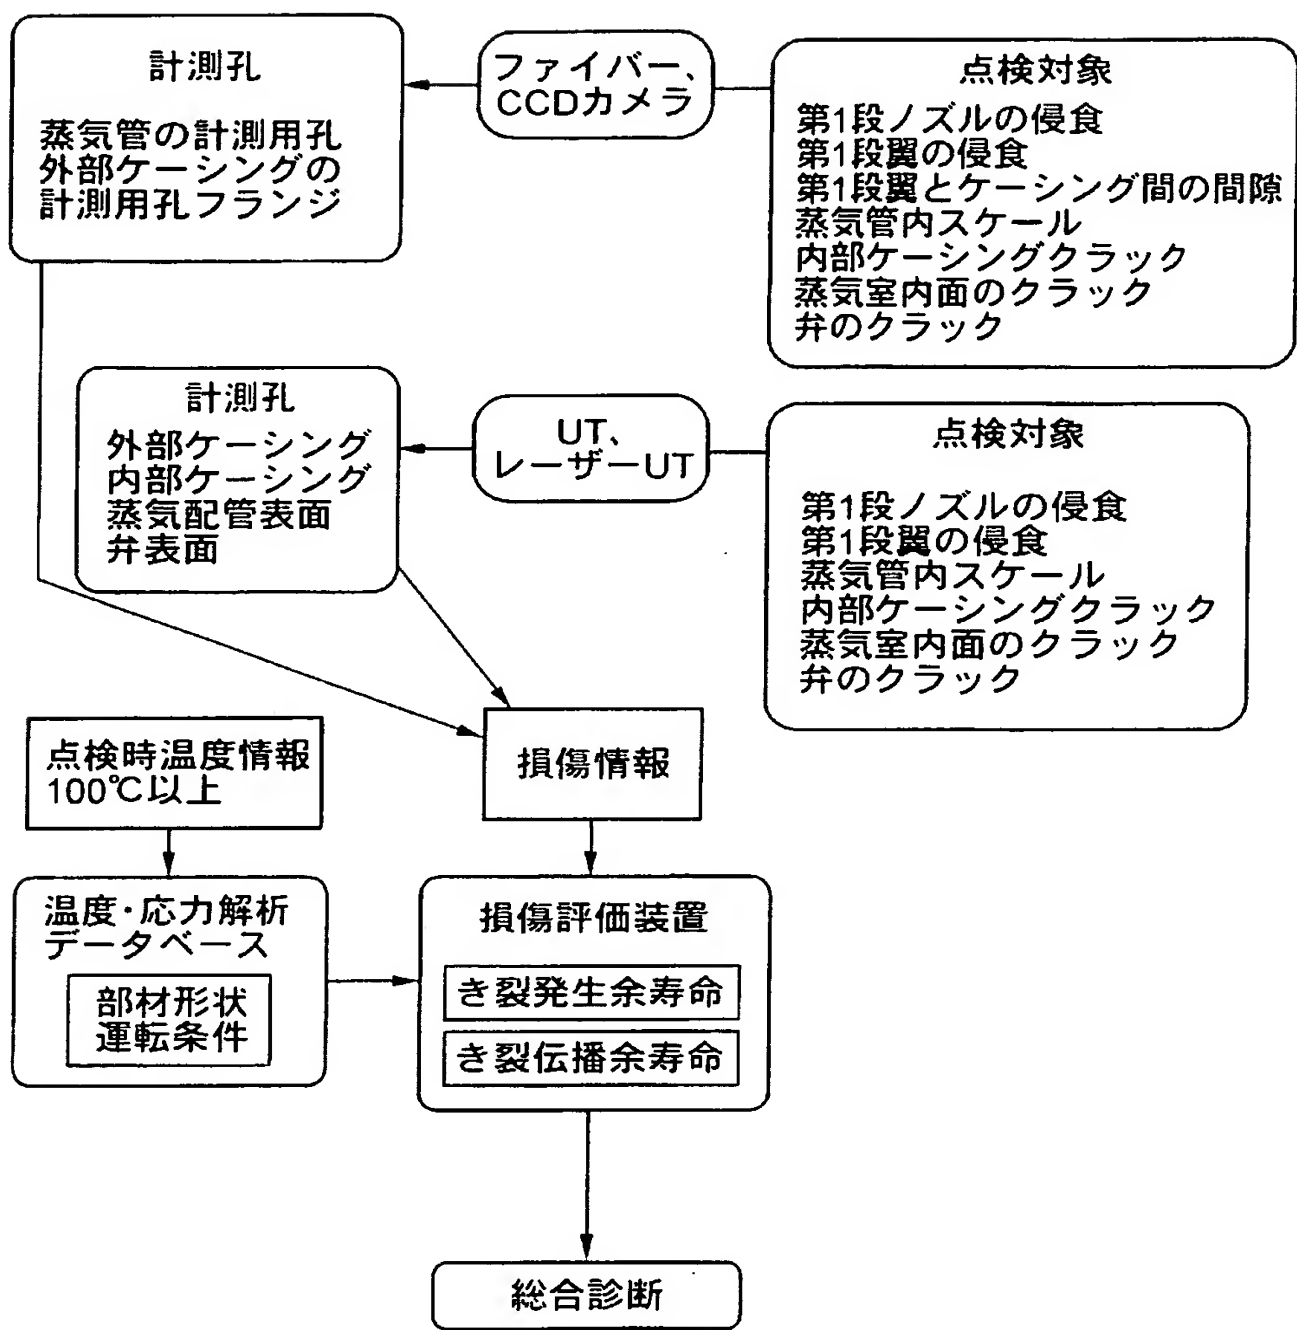 計測孔
蒸気管の計測用孔
外部ケーシングの
計測用孔フランジ
ファイバー、
CCDカメラ
点検対象
第1段ノズルの侵食
第1段翼の侵食
第1段翼とケーシング間の間隙
蒸気管内スケール
内部ケーシングクラック
蒸気室内面のクラック
弁のクラック
計測孔
外部ケーシング
内部ケーシング
蒸気配管表面
弁表面
UT、
レーザーUT
点検対象
第1段ノズルの侵食
第1段翼の侵食
蒸気管内スケール
内部ケーシングクラック
蒸気室内面のクラック
弁のクラック
点検時温度情報
100℃以上
損傷情報
温度・応力解析
データベース
部材形状
運転条件
損傷評価装置
き裂発生余寿命
き裂伝播余寿命
総合診断